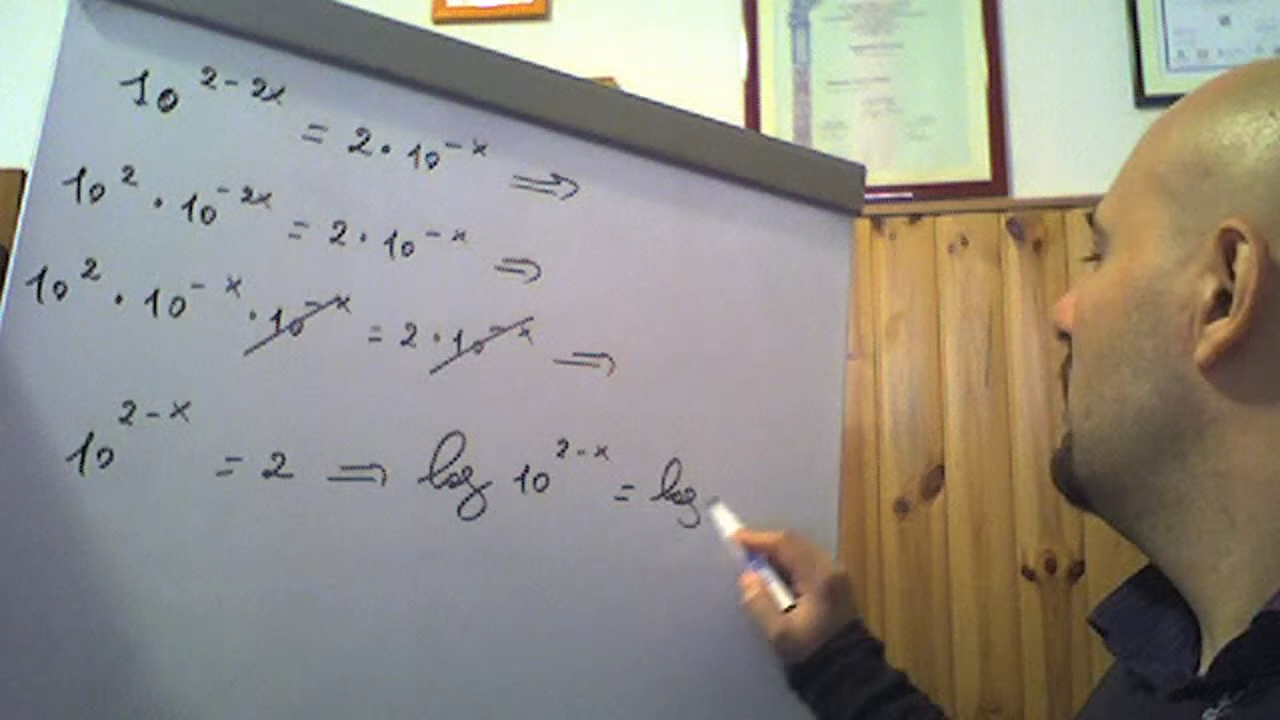 10^{2-2x} = 2 · 10^{-x} ⇒
10^2 · 10^{-2x} = 2 · 10^{-x} ⇒
10^2 · 10^{-x} · 10^{-x} = 2 · 10^{-x} ⇒
10^{2-x} = 2 ⇒ log 10^{2-x} = log